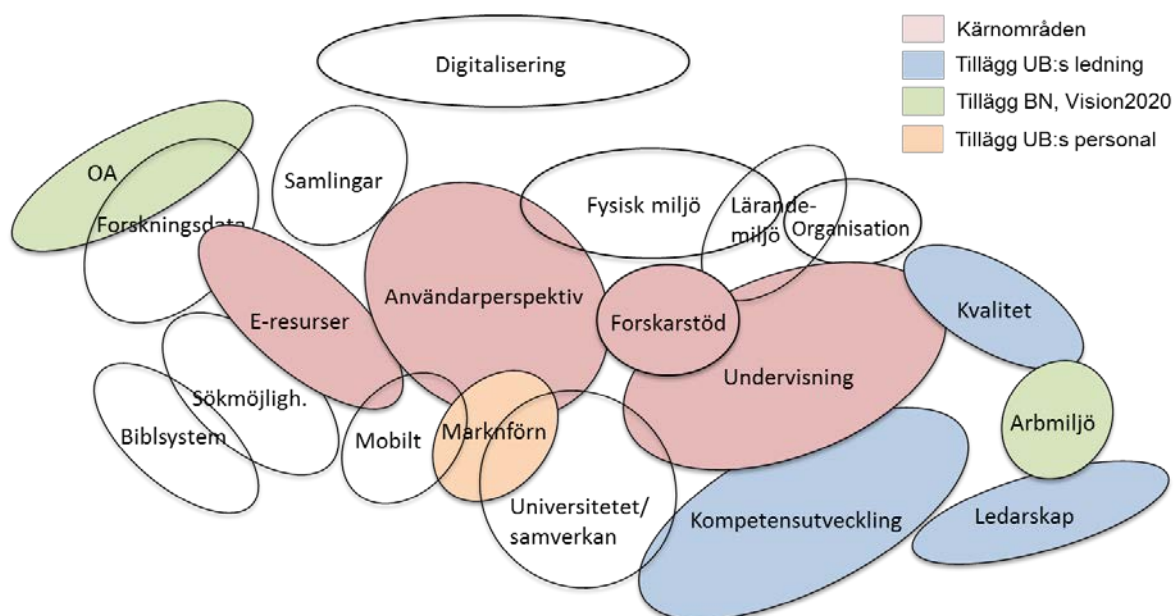 Digitalisering
Kärnområden
Tillägg UB:s ledning
Tillägg BN, Vision2020
Tillägg UB:s personal
OA
Samlingar
Forskningsdata
Fysisk miljö
Lärande-
miljö
Organisation
E-resurser
Användarperspektiv
Forskarstöd
Kvalitet
Undervisning
Sökmöjligh.
Biblsystem
Mobilt
Marknförn
Arbmiljö
Universitetet/
samverkan
Kompetensutveckling
Ledarskap